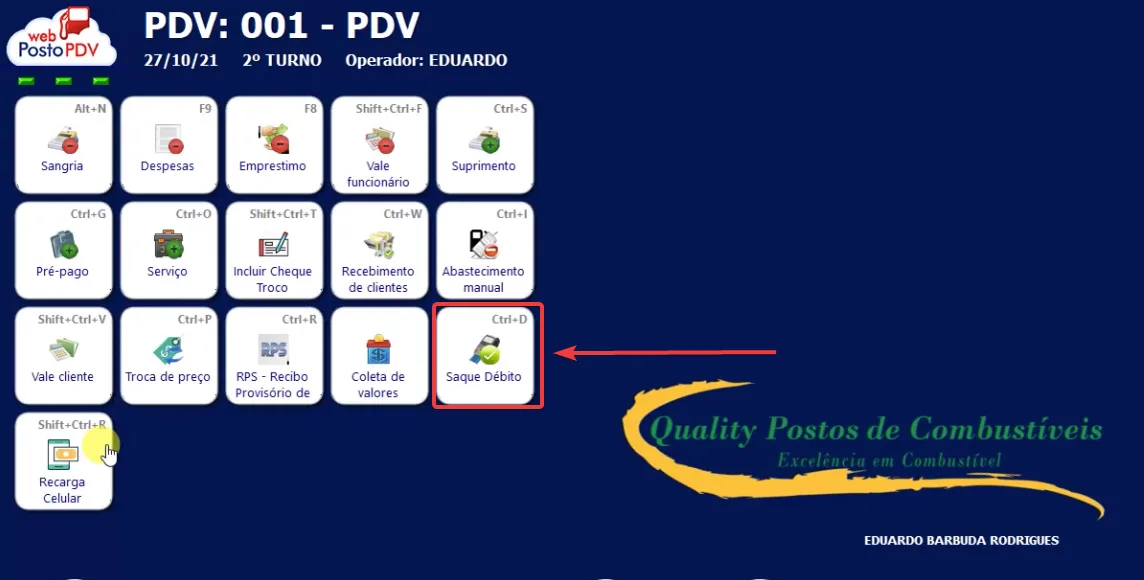 web
PostoPDV
PDV: 001 - PDV
27/10/21 2º TURNO Operador: EDUARDO
Alt+N
Sangria
F9
Despesas
F8
Emprestimo
Shift+Ctrl+F
Vale
funcionário
Ctrl+S
Suprimento
Ctrl+G
Pré-pago
Ctrl+O
Serviço
Shift+Ctrl+T
Incluir Cheque
Troco
Ctrl+W
Recebimento
de clientes
Ctrl+I
Abastecimento
manual
Shift+Ctrl+V
Vale cliente
Ctrl+P
Troca de preço
Ctrl+R
RPS
RPS - Recibo
Provisório de
Coleta de
valores
Ctrl+D
Saque Débito
Shift+Ctrl+R
Recarga
Celular
Quality Postos de Combustíveis
Excelência em Combustível
EDUARDO BARBUDA RODRIGUES